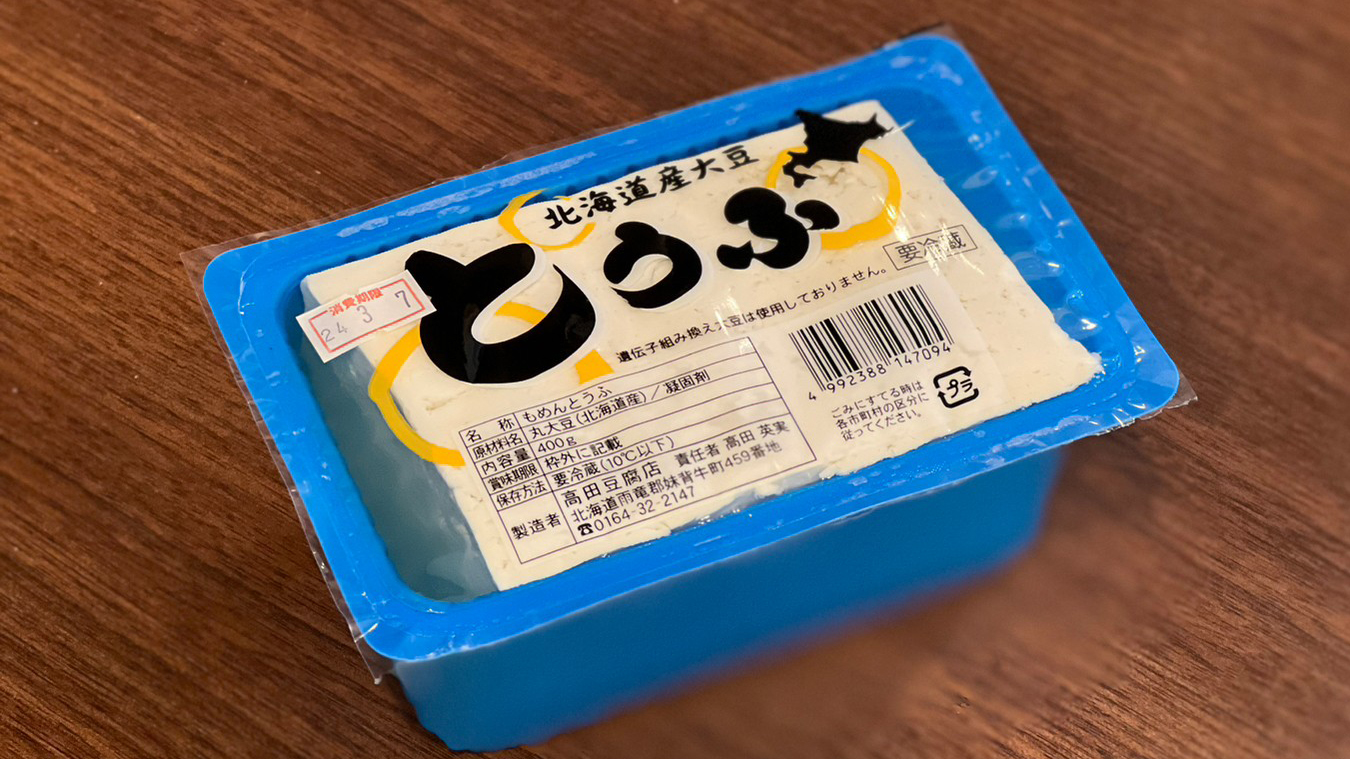 北海道産大豆
とうふ
消費期限
24 3 7
要冷蔵
遺伝子組み換え大豆は使用しておりません。
名 称 もめんとうふ
原材料名 丸大豆(北海道産)/凝固剤
内容量 400g
賞味期限 枠外に記載
保存方法 要冷蔵(10℃以下)
製造者 高田豆腐店 責任者 高田 英実
北海道雨竜郡妹背牛町459番地
☎0164-32-2147
4 992388 147094
プラ
ごみにすてる時は
各市町村の区分に
従ってください。